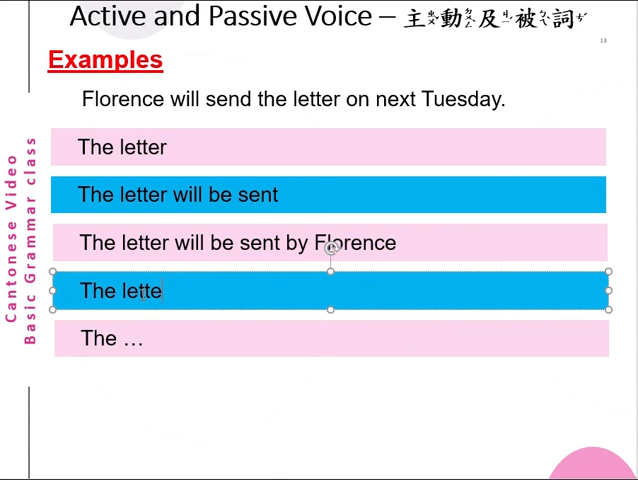 Active and Passive Voice – 主動及被詞
13
Examples
Florence will send the letter on next Tuesday.
The letter
The letter will be sent
The letter will be sent by Florence
The lette
The …
Cantonese Video
Basic Grammar class